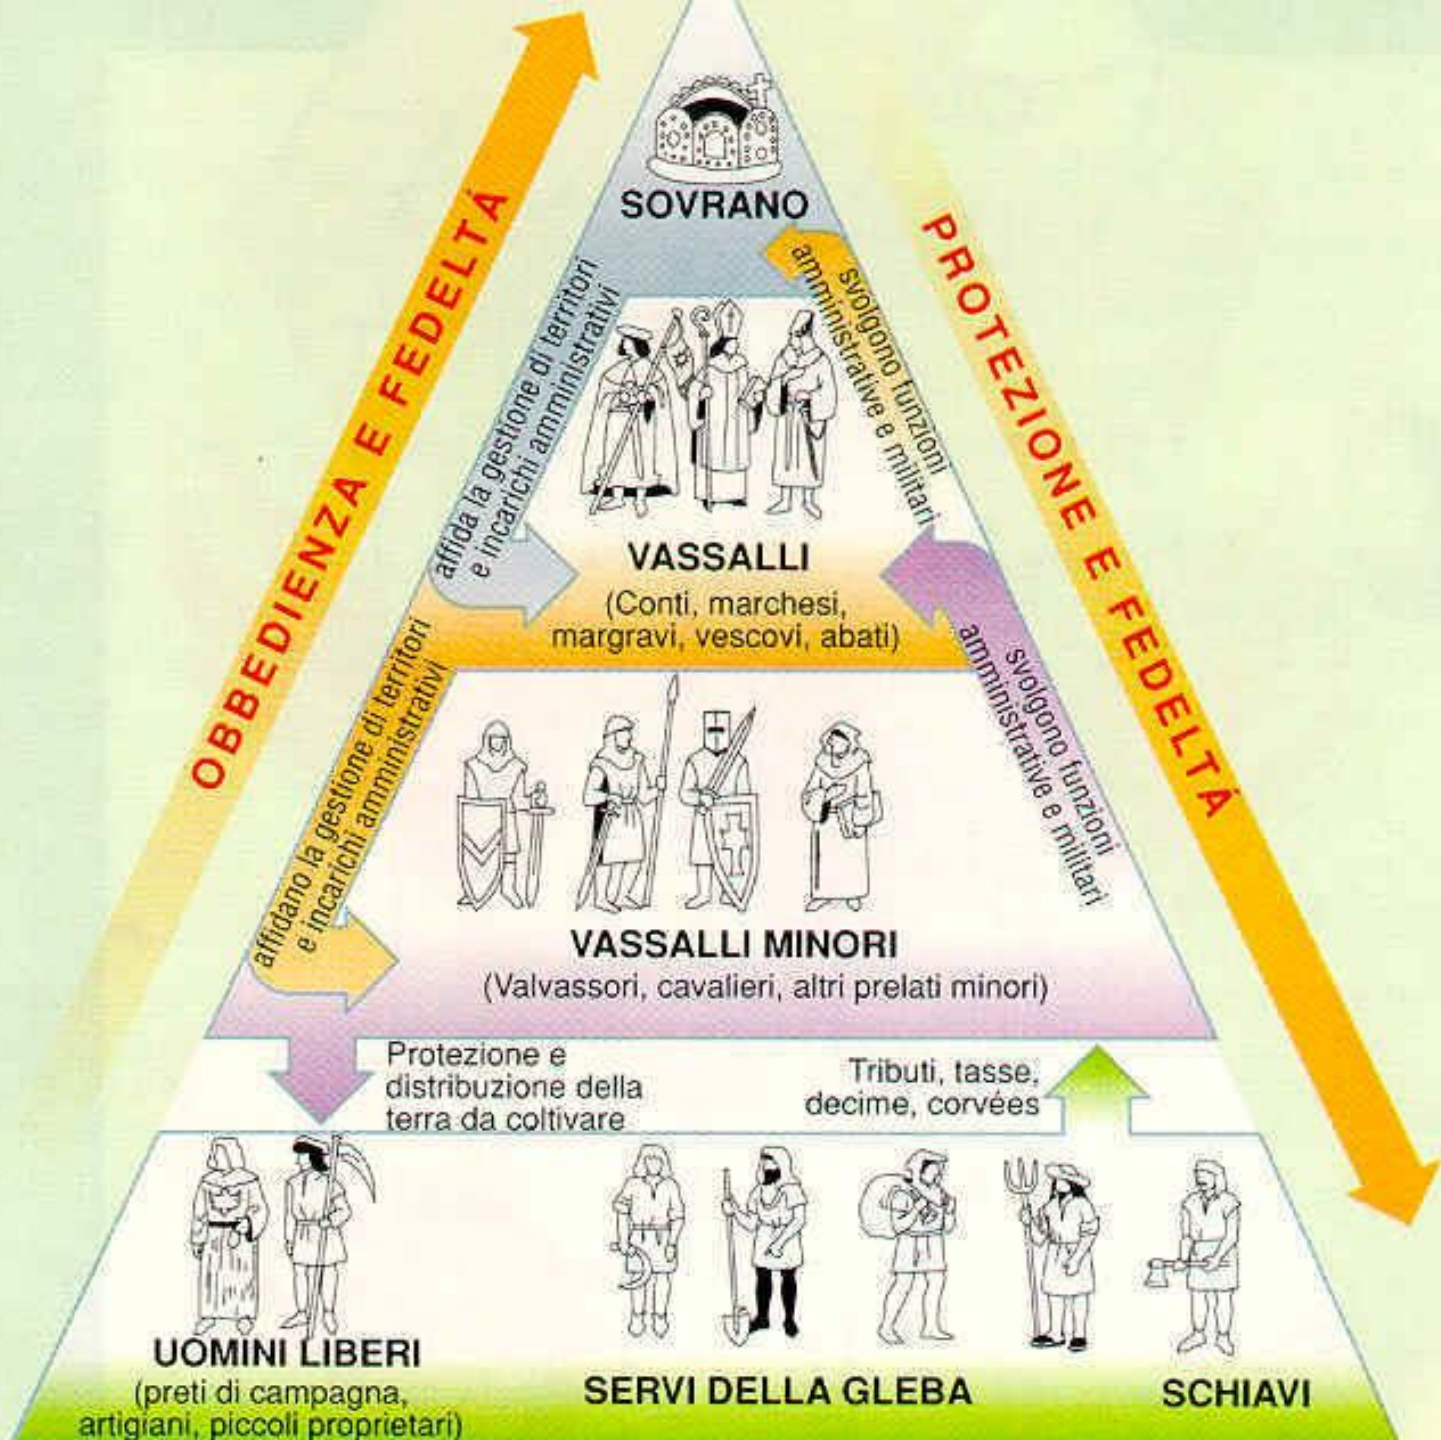 SOVRANO
OBBEDIENZA E FEDELTÁ
PROTEZIONE E FEDELTÁ
affida la gestione di territori
e incarichi amministrativi
svolgono funzioni
amministrative e militari
VASSALLI
(Conti, marchesi,
margravi, vescovi, abati)
affidano la gestione di territori
e incarichi amministrativi
svolgono funzioni
amministrative e militari
VASSALLI MINORI
(Valvassori, cavalieri, altri prelati minori)
Protezione e
distribuzione della
terra da coltivare
Tributi, tasse,
decime, corvées
UOMINI LIBERI
(preti di campagna,
artigiani, piccoli proprietari)
SERVI DELLA GLEBA
SCHIAVI